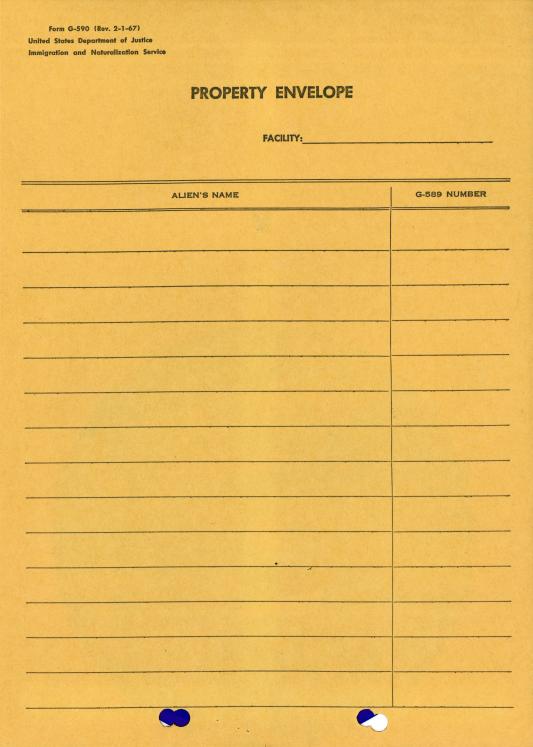 Form G-590 (Rev. 2-1-67)
United States Department of Justice
Immigration and Naturalization Service
PROPERTY ENVELOPE
FACILITY:
ALIEN'S NAME
G-589 NUMBER